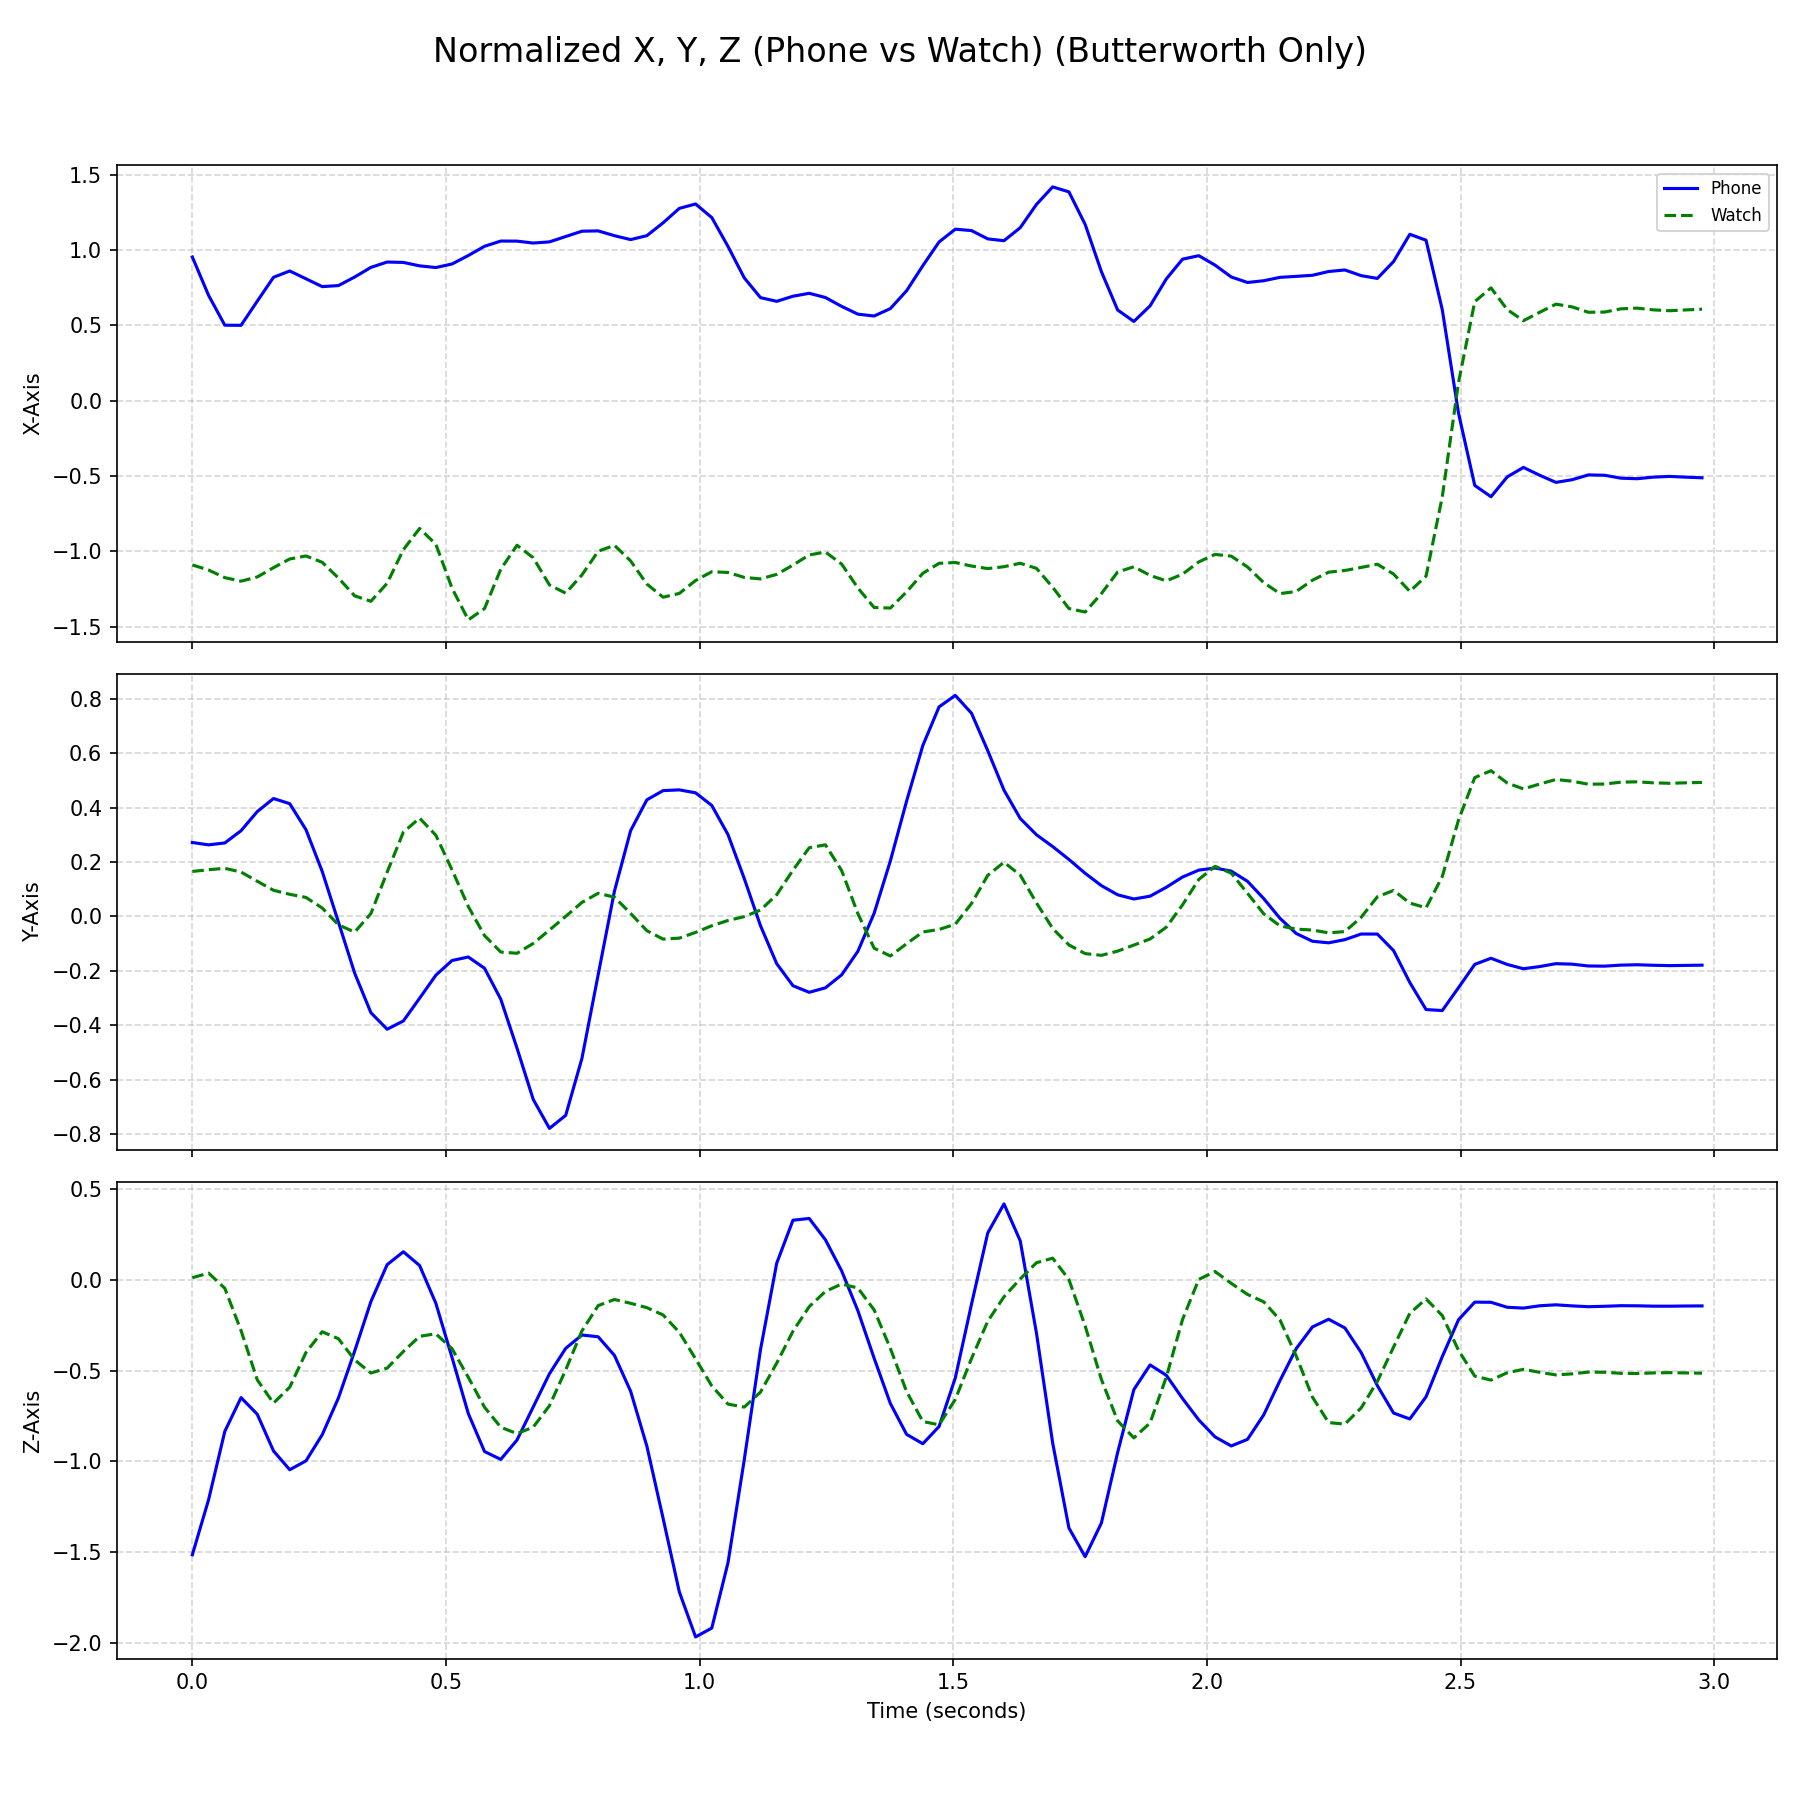 Normalized X, Y, Z (Phone vs Watch) (Butterworth Only)
Phone
Watch
1.5
1.0
0.5
0.0
−0.5
−1.0
−1.5
X-Axis
0.8
0.6
0.4
0.2
0.0
−0.2
−0.4
−0.6
−0.8
Y-Axis
0.5
0.0
−0.5
−1.0
−1.5
−2.0
Z-Axis
0.0 0.5 1.0 1.5 2.0 2.5 3.0
Time (seconds)